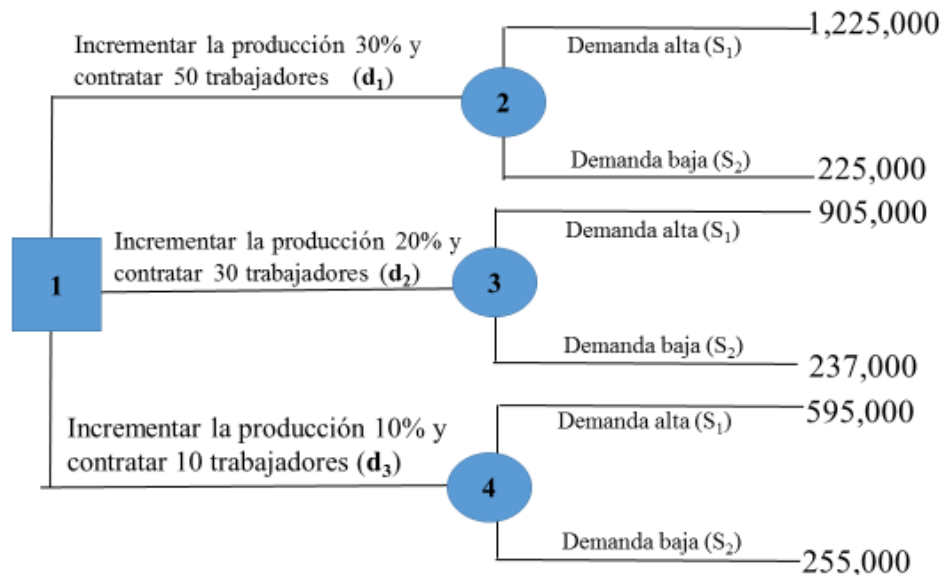 1,225,000
Incrementar la producción 30% y
Demanda alta (S₁)
contratar 50 trabajadores (d₁)
2
Demanda baja (S₂)
225,000
905,000
Demanda alta (S₁)
Incrementar la producción 20% y
contratar 30 trabajadores (d₂)
1
3
Demanda baja (S₂)
237,000
595,000
Demanda alta (S₁)
Incrementar la producción 10% y
contratar 10 trabajadores (d₃)
4
Demanda baja (S₂)
255,000